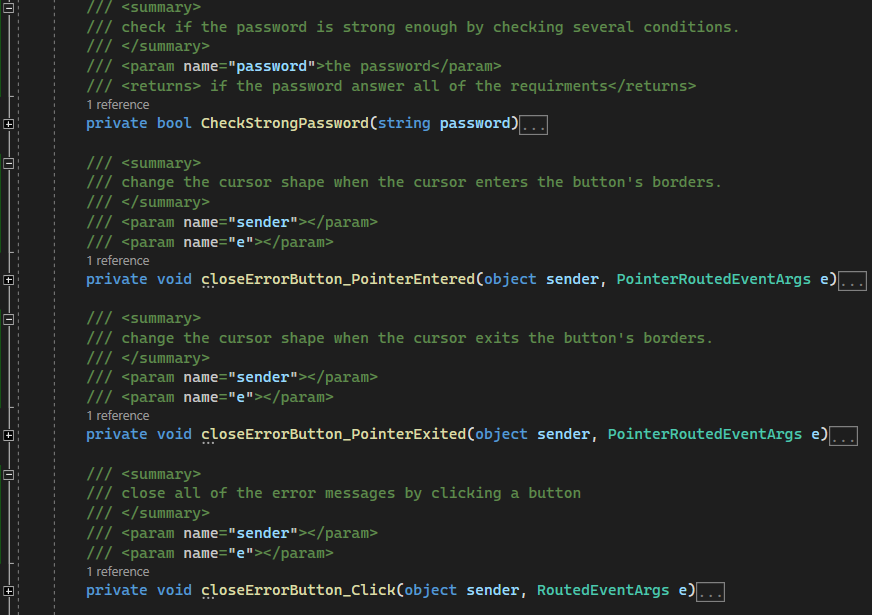 /// <summary>
/// check if the password is strong enough by checking several conditions.
/// </summary>
/// <param name="password">the password</param>
/// <returns> if the password answer all of the requirments</returns>
1 reference
private bool CheckStrongPassword(string password)...
/// <summary>
/// change the cursor shape when the cursor enters the button's borders.
/// </summary>
/// <param name="sender"></param>
/// <param name="e"></param>
1 reference
private void closeErrorButton_PointerEntered(object sender, PointerRoutedEventArgs e)...
/// <summary>
/// change the cursor shape when the cursor exits the button's borders.
/// </summary>
/// <param name="sender"></param>
/// <param name="e"></param>
1 reference
private void closeErrorButton_PointerExited(object sender, PointerRoutedEventArgs e)...
/// <summary>
/// close all of the error messages by clicking a button
/// </summary>
/// <param name="sender"></param>
/// <param name="e"></param>
1 reference
private void closeErrorButton_Click(object sender, RoutedEventArgs e)...